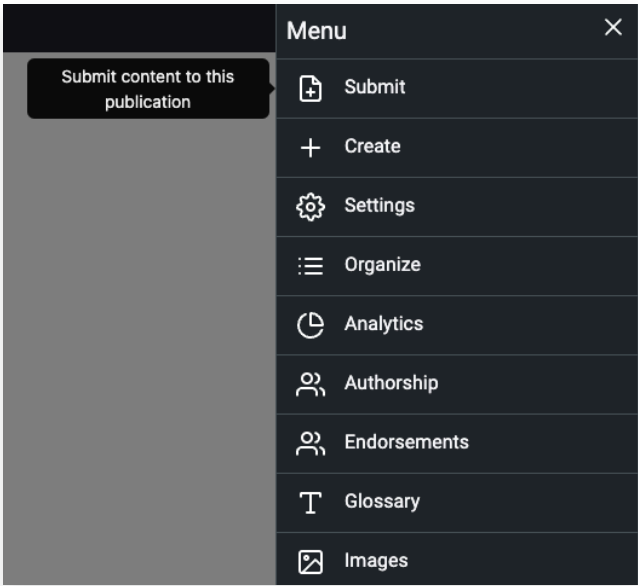 Menu
Submit content to this
publication
Submit
Create
Settings
Organize
Analytics
Authorship
Endorsements
Glossary
Images